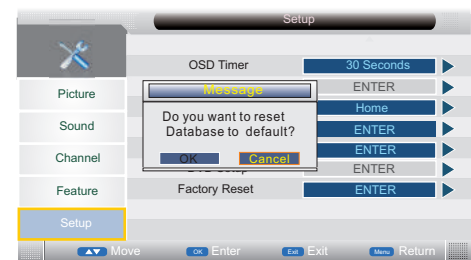 Setup
OSD Timer 30 Seconds
ENTER
Home
ENTER
ENTER
ENTER
Factory Reset ENTER
Picture
Sound
Channel
Feature
Setup
Message
Do you want to reset
Database to default?
OK Cancel
Move OK Enter Exit Exit Menu Return